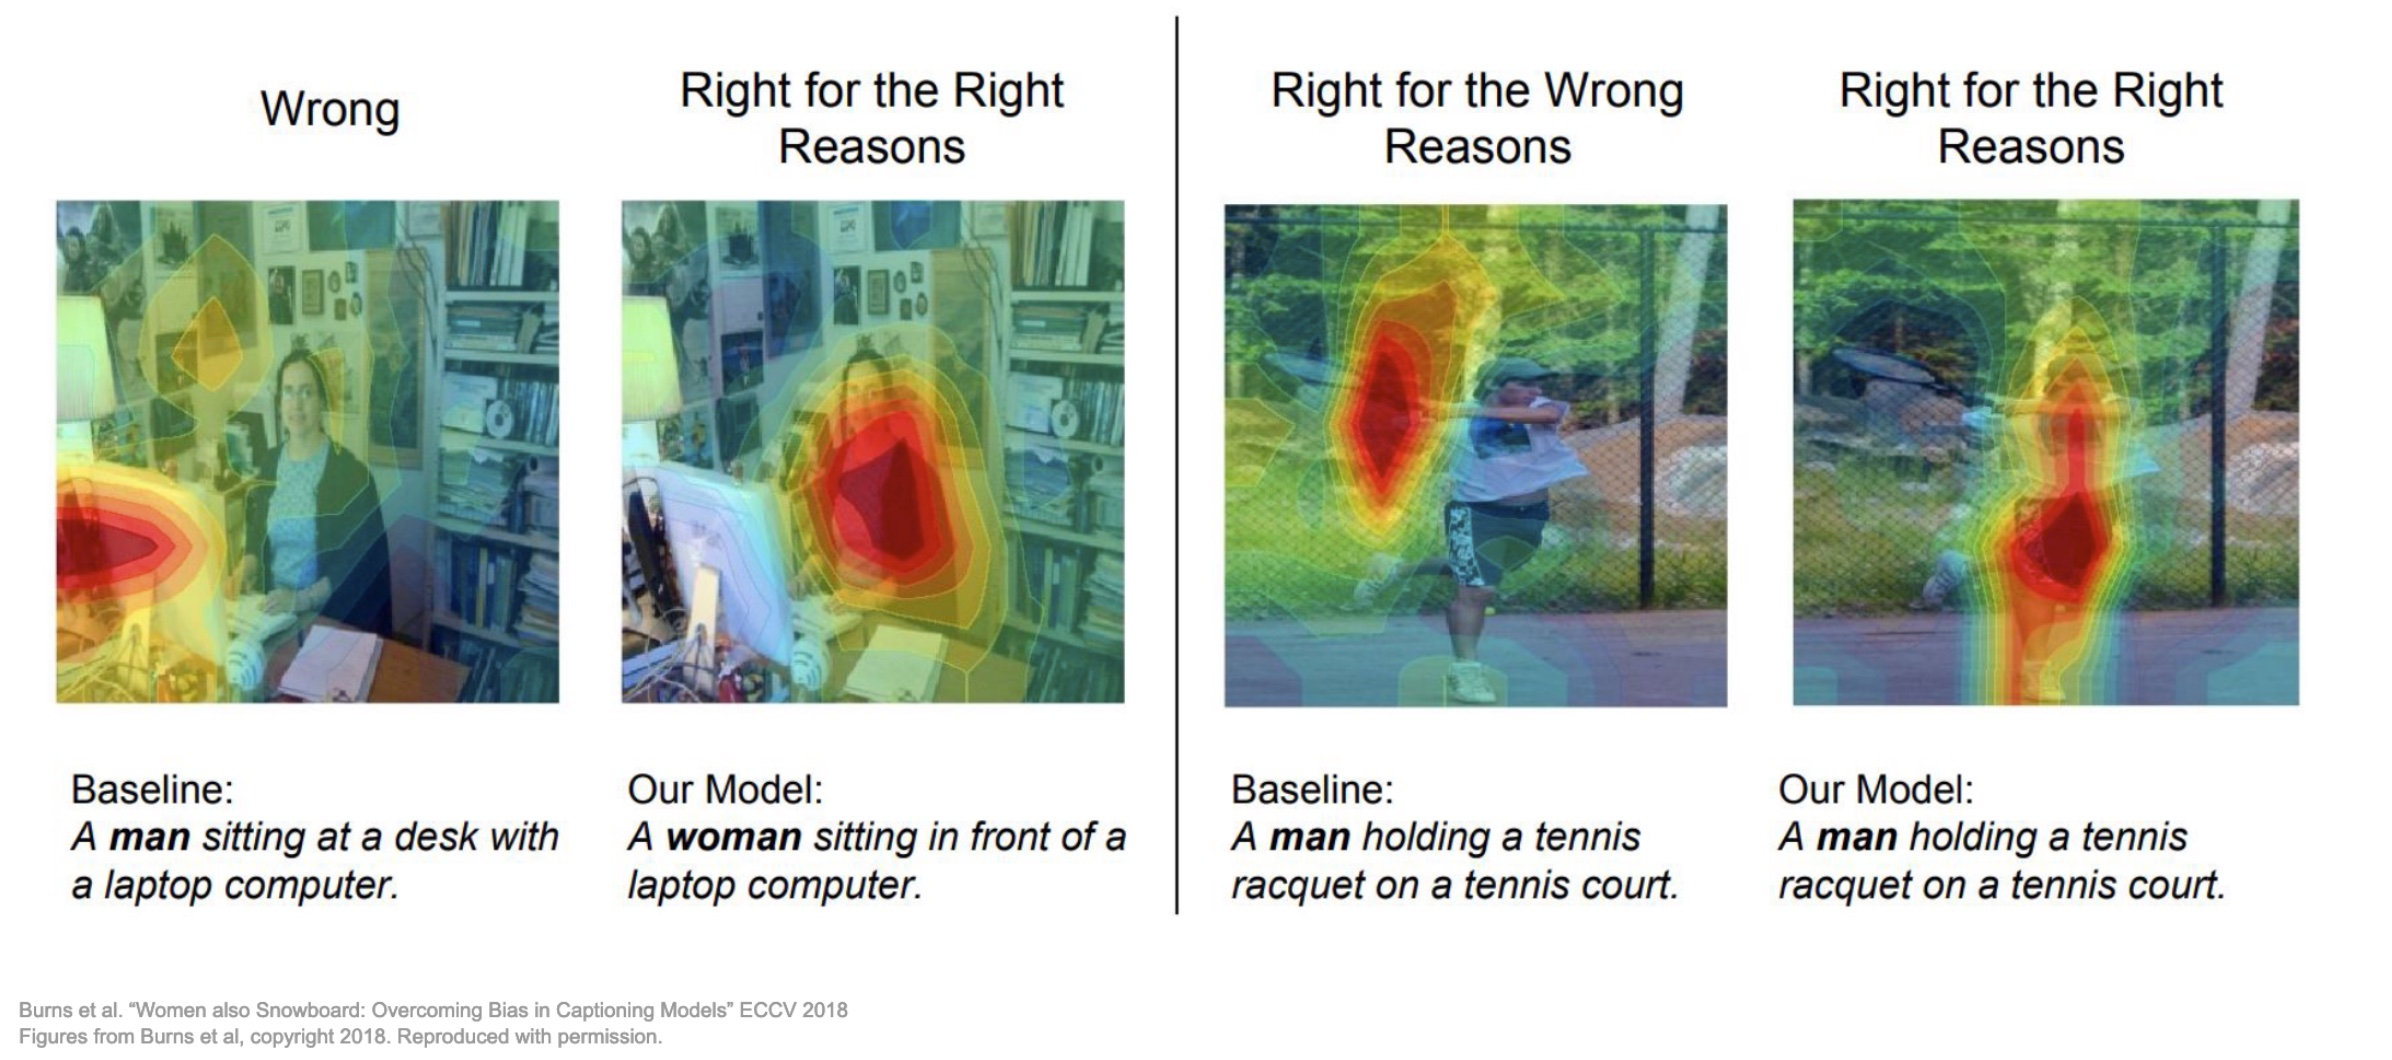 Wrong
Right for the Right
Reasons
Right for the Wrong
Reasons
Right for the Right
Reasons
Baseline:
A man sitting at a desk with
a laptop computer.
Our Model:
A woman sitting in front of a
laptop computer.
Baseline:
A man holding a tennis
racquet on a tennis court.
Our Model:
A man holding a tennis
racquet on a tennis court.
Burns et al. “Women also Snowboard: Overcoming Bias in Captioning Models” ECCV 2018
Figures from Burns et al, copyright 2018. Reproduced with permission.